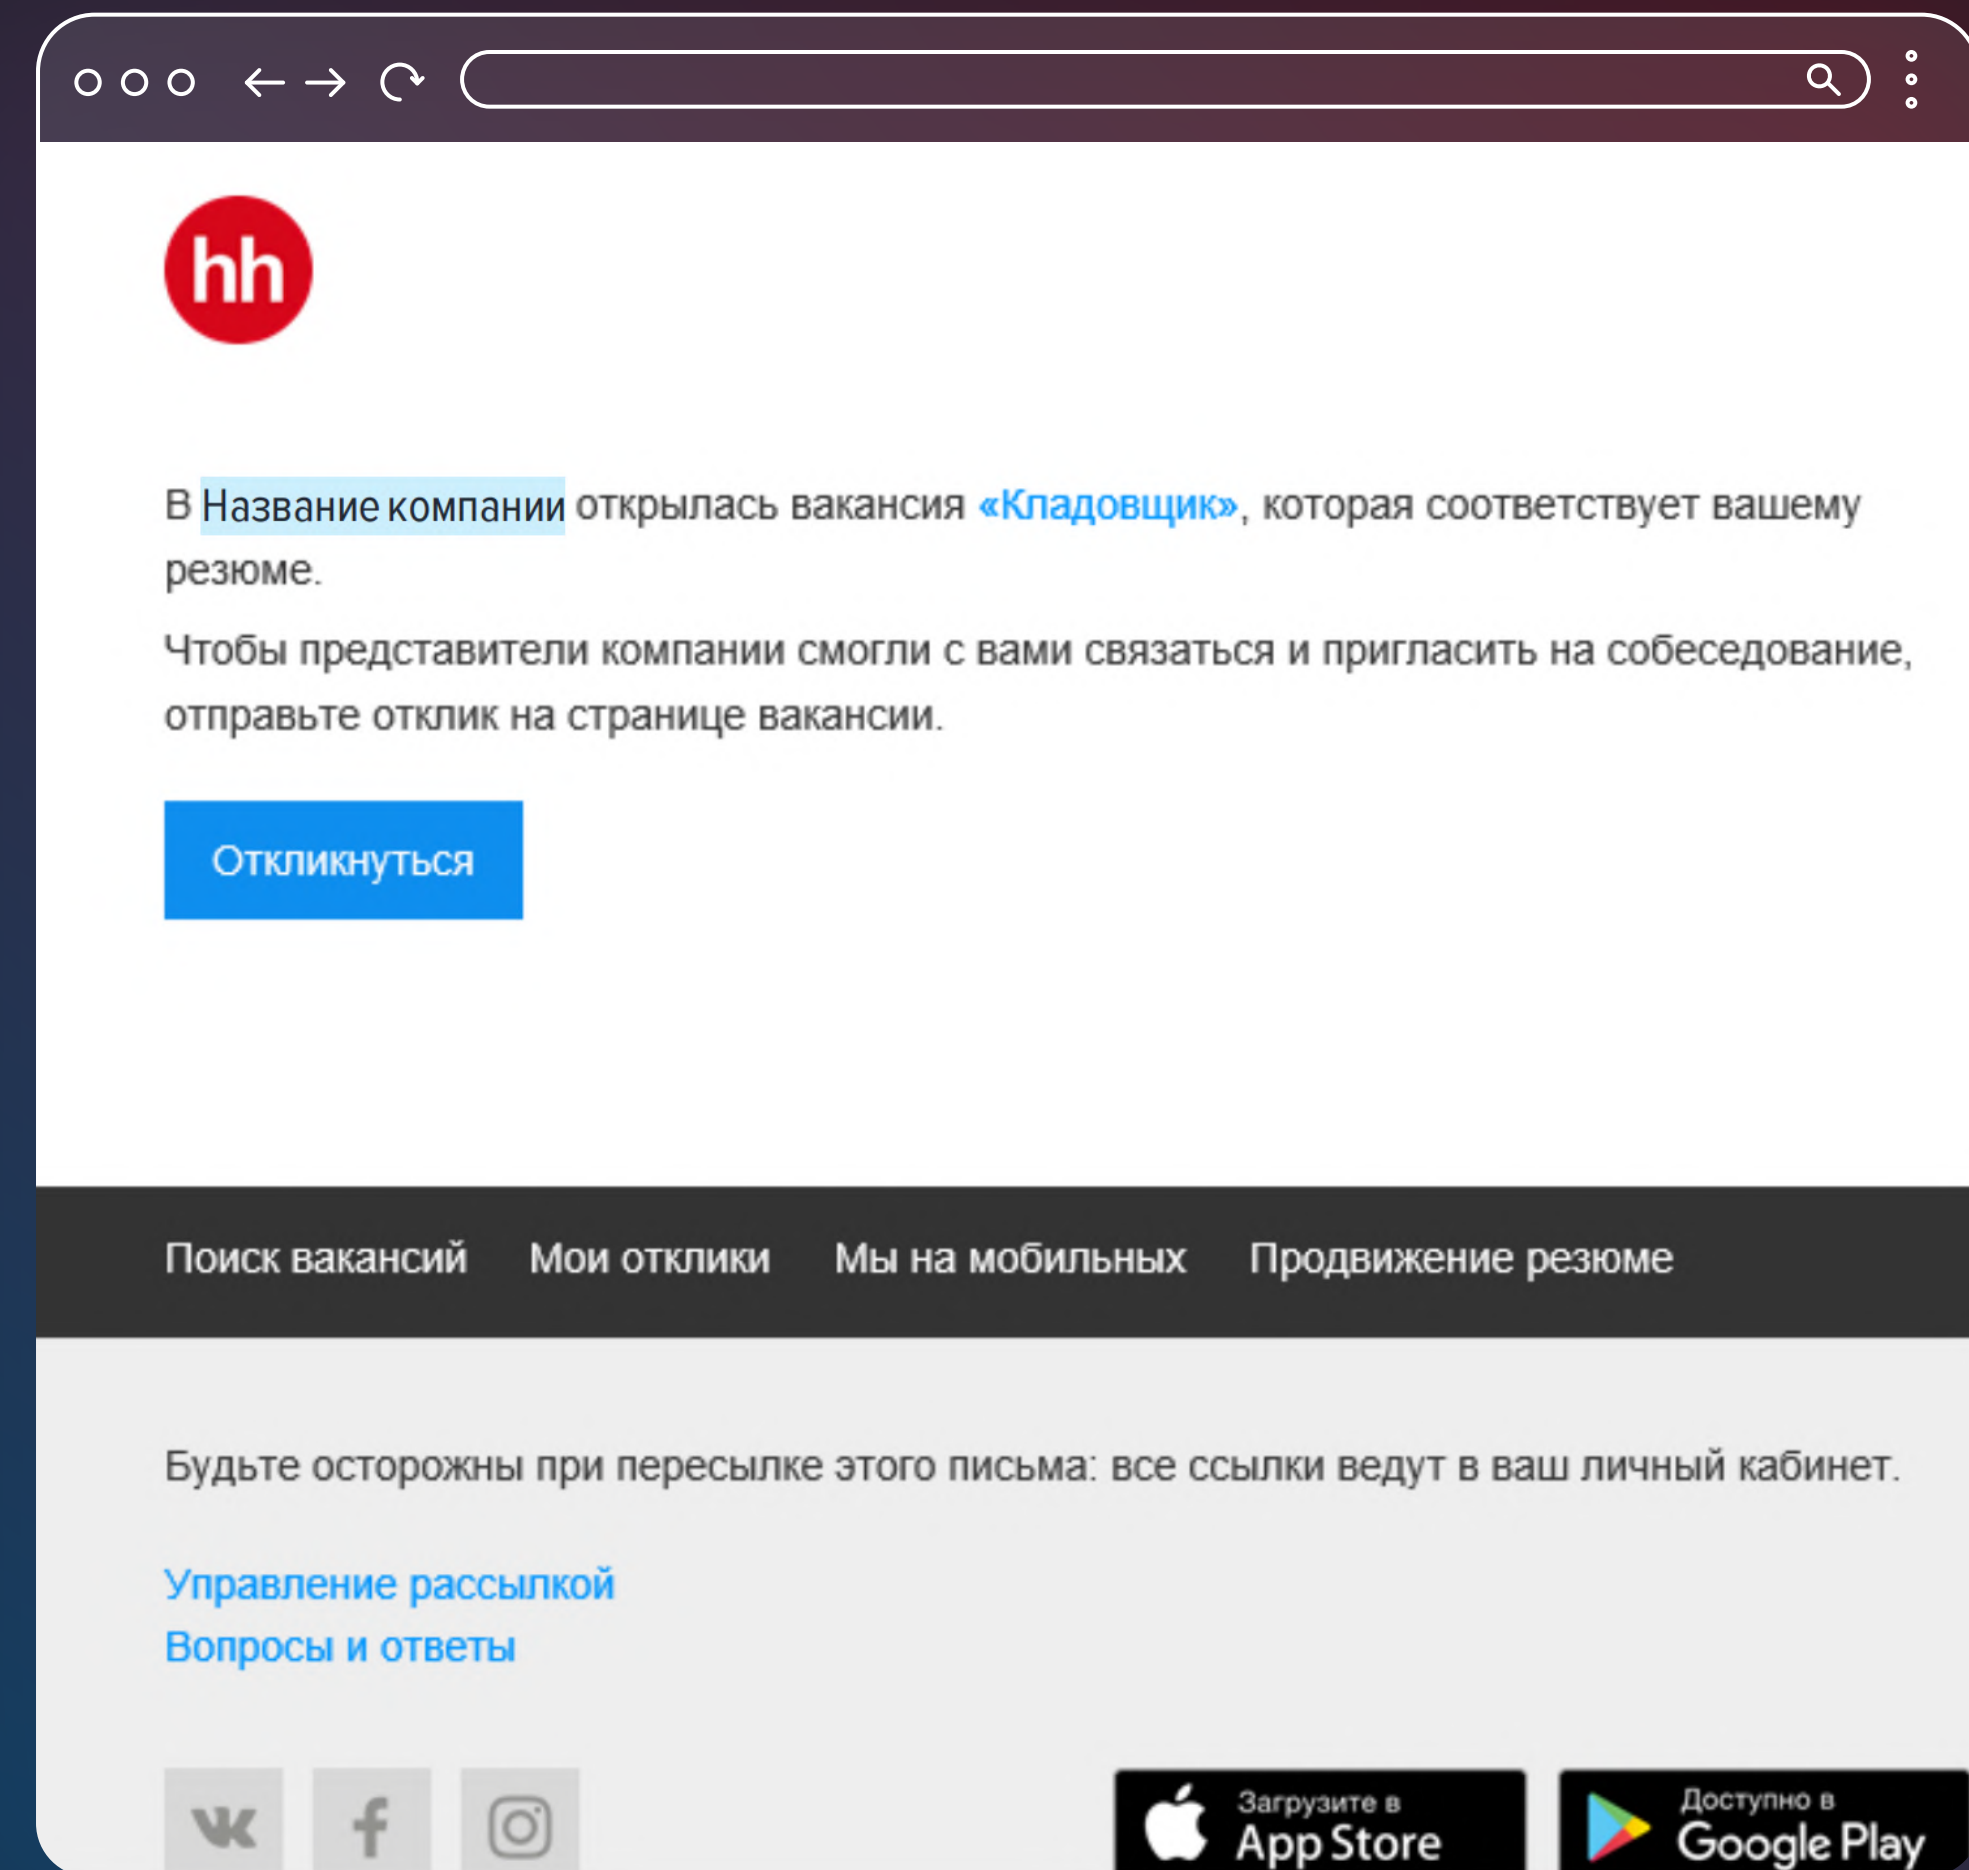 hh
В Название компании открылась вакансия «Кладовщик», которая соответствует вашему
резюме.
Чтобы представители компании смогли с вами связаться и пригласить на собеседование,
отправьте отклик на странице вакансии.
Откликнуться
Поиск вакансий Мои отклики Мы на мобильных Продвижение резюме
Будьте осторожны при пересылке этого письма: все ссылки ведут в ваш личный кабинет.
Управление рассылкой
Вопросы и ответы
Загрузите в
App Store
Доступно в
Google Play